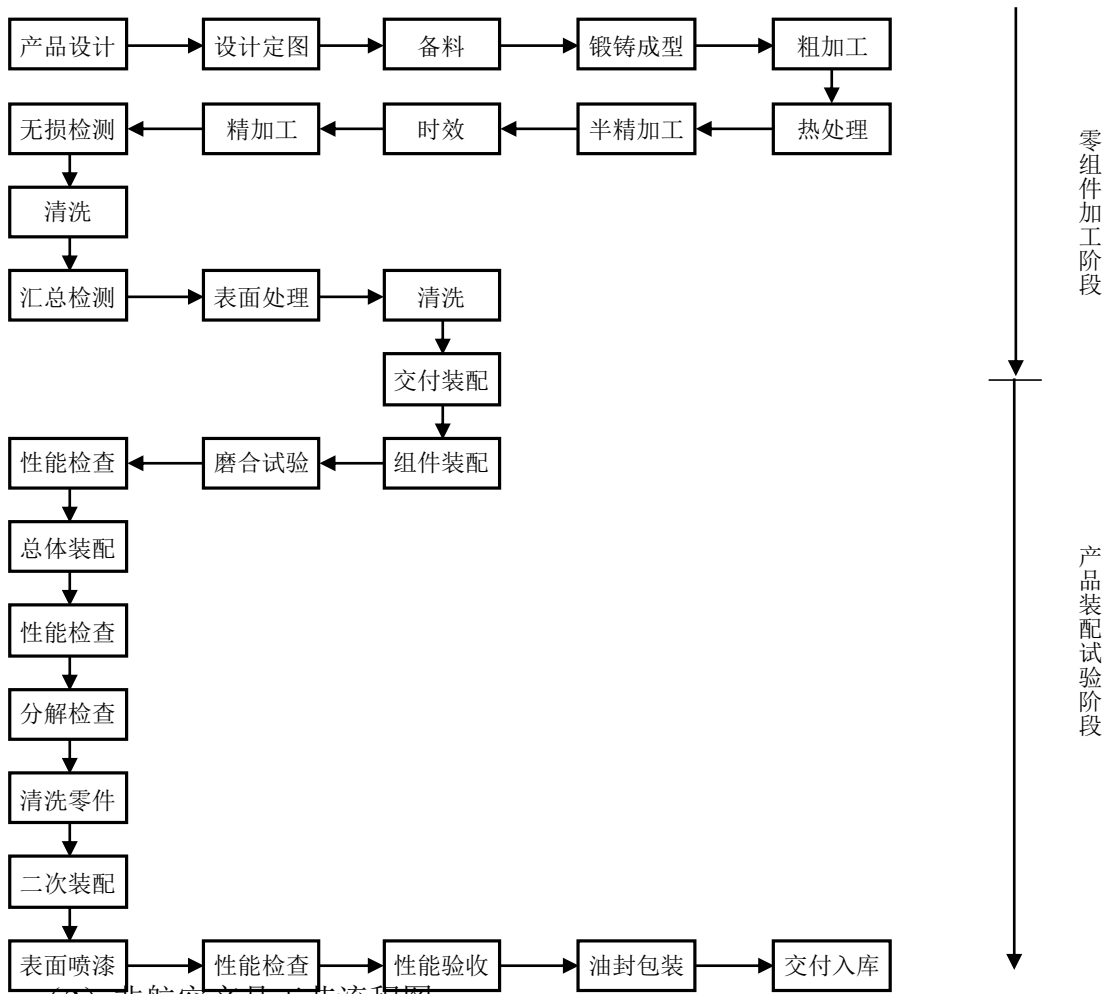 产品设计
设计定图
备料
锻铸成型
粗加工
热处理
半精加工
时效
精加工
无损检测
清洗
汇总检测
表面处理
清洗
交付装配
组件装配
磨合试验
性能检查
总体装配
性能检查
分解检查
清洗零件
二次装配
表面喷漆
性能检查
性能验收
油封包装
交付入库
零组件加工阶段
产品装配试验阶段